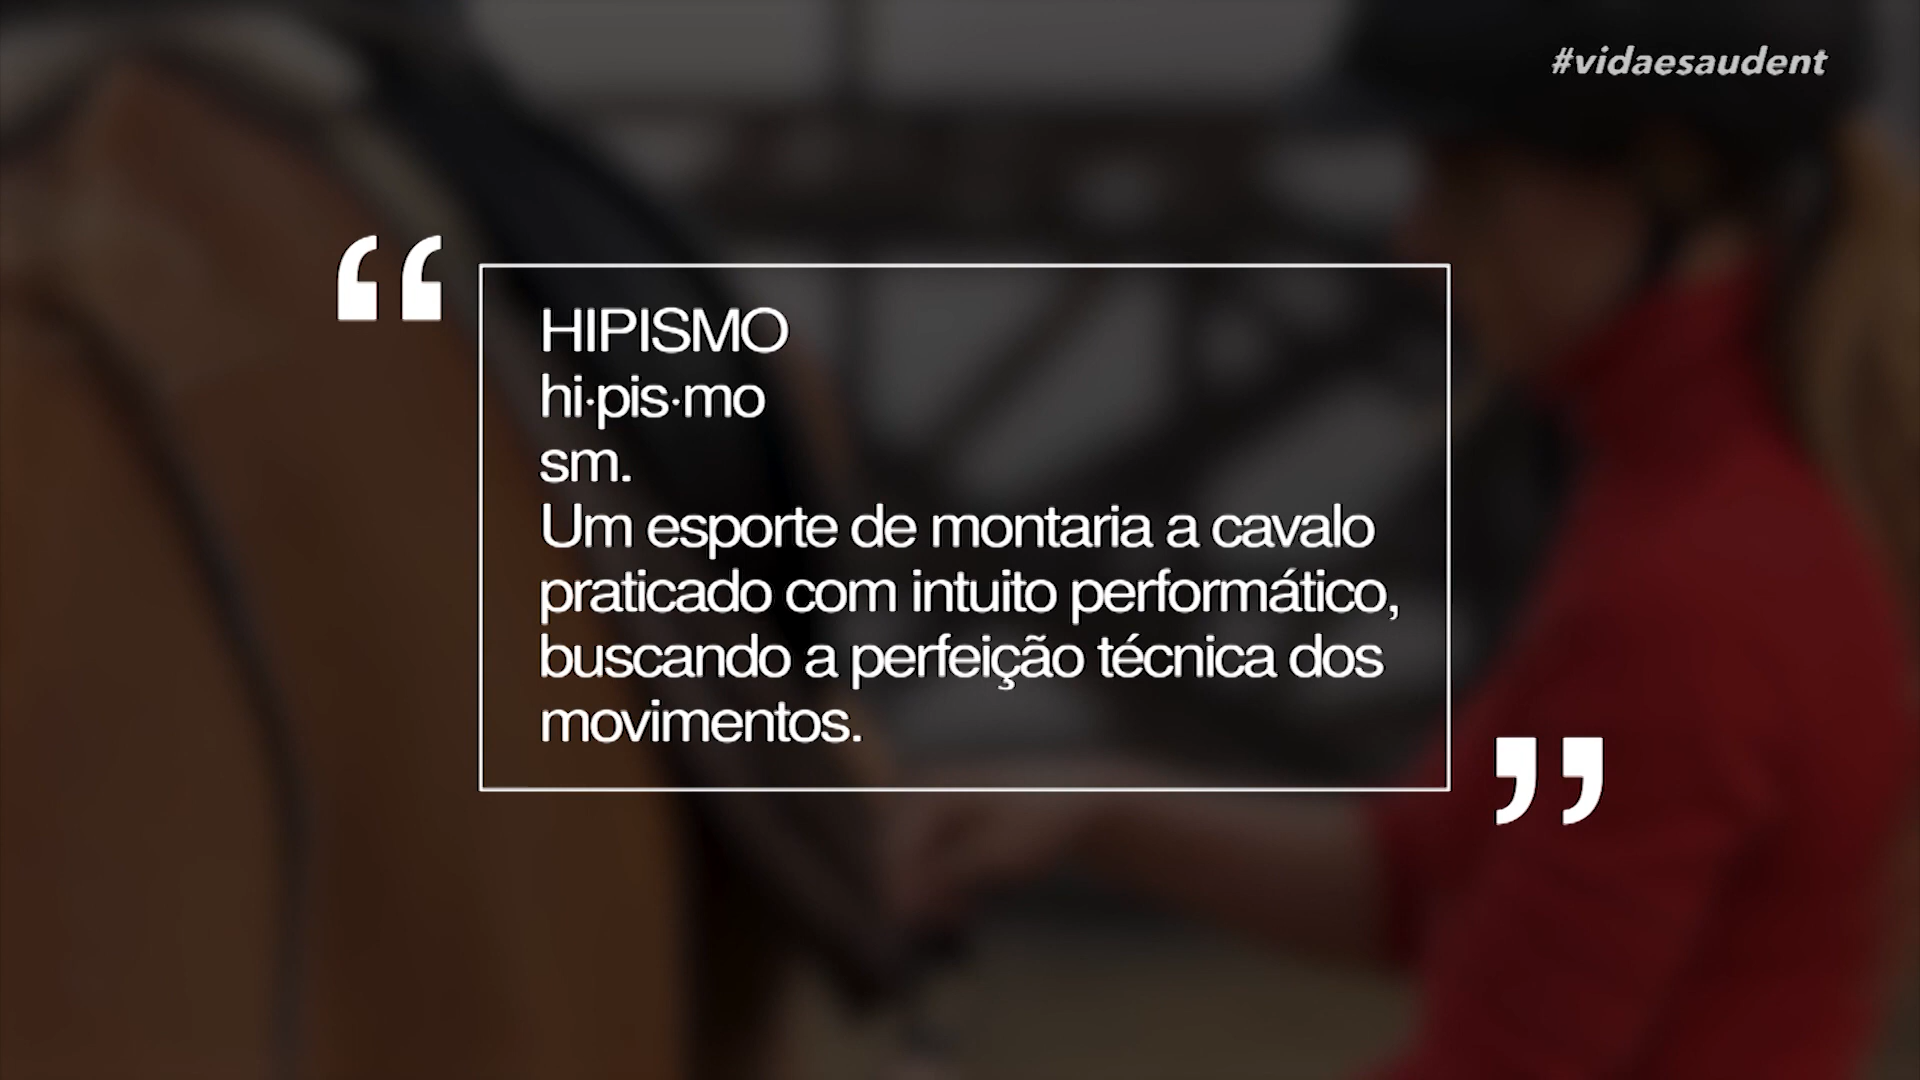 #vidaesaudent
“
HIPISMO
hi·pis·mo
sm.
Um esporte de montaria a cavalo
praticado com intuito performático,
buscando a perfeição técnica dos
movimentos.
”